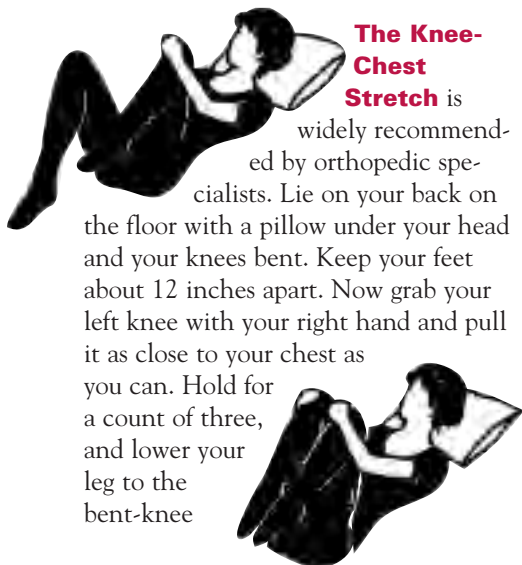 The Knee-
Chest
Stretch is
widely recommend-
ed by orthopedic spe-
cialists. Lie on your back on
the floor with a pillow under your head
and your knees bent. Keep your feet
about 12 inches apart. Now grab your
left knee with your right hand and pull
it as close to your chest as
you can. Hold for
a count of three,
and lower your
leg to the
bent-knee